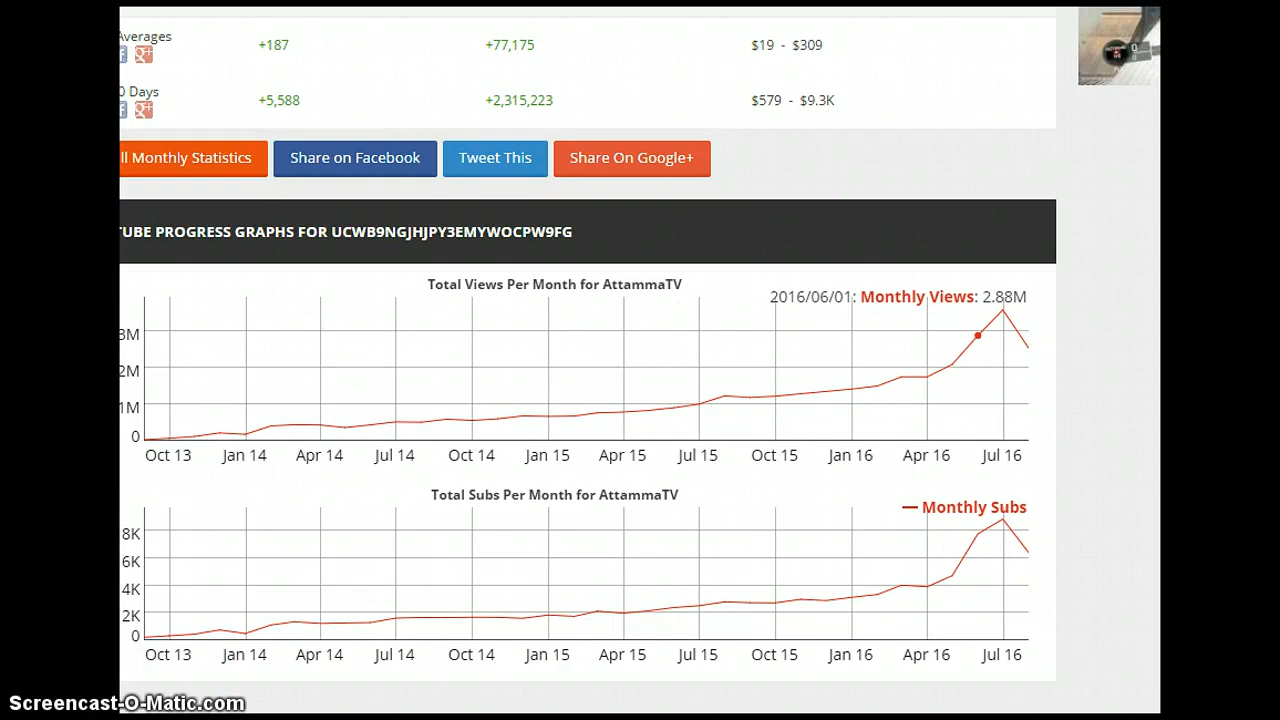 Averages
+187 +77,175 $19 - $309
0 Days
+5,588 +2,315,223 $579 - $9.3K
ll Monthly Statistics Share on Facebook Tweet This Share On Google+
TUBE PROGRESS GRAPHS FOR UCWB9NGJHJPY3EMYWOCPW9FG
Total Views Per Month for AttammaTV
2016/06/01: Monthly Views: 2.88M
3M
2M
1M
0
Oct 13 Jan 14 Apr 14 Jul 14 Oct 14 Jan 15 Apr 15 Jul 15 Oct 15 Jan 16 Apr 16 Jul 16
Total Subs Per Month for AttammaTV
Monthly Subs
8K
6K
4K
2K
0
Oct 13 Jan 14 Apr 14 Jul 14 Oct 14 Jan 15 Apr 15 Jul 15 Oct 15 Jan 16 Apr 16 Jul 16
Screencast-O-Matic.com